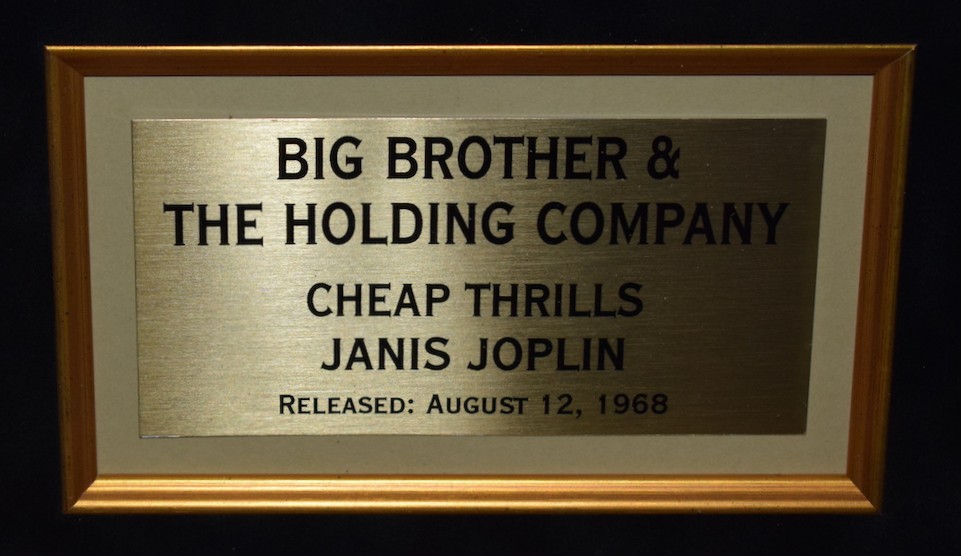 BIG BROTHER &
THE HOLDING COMPANY
CHEAP THRILLS
JANIS JOPLIN
RELEASED: AUGUST 12, 1968